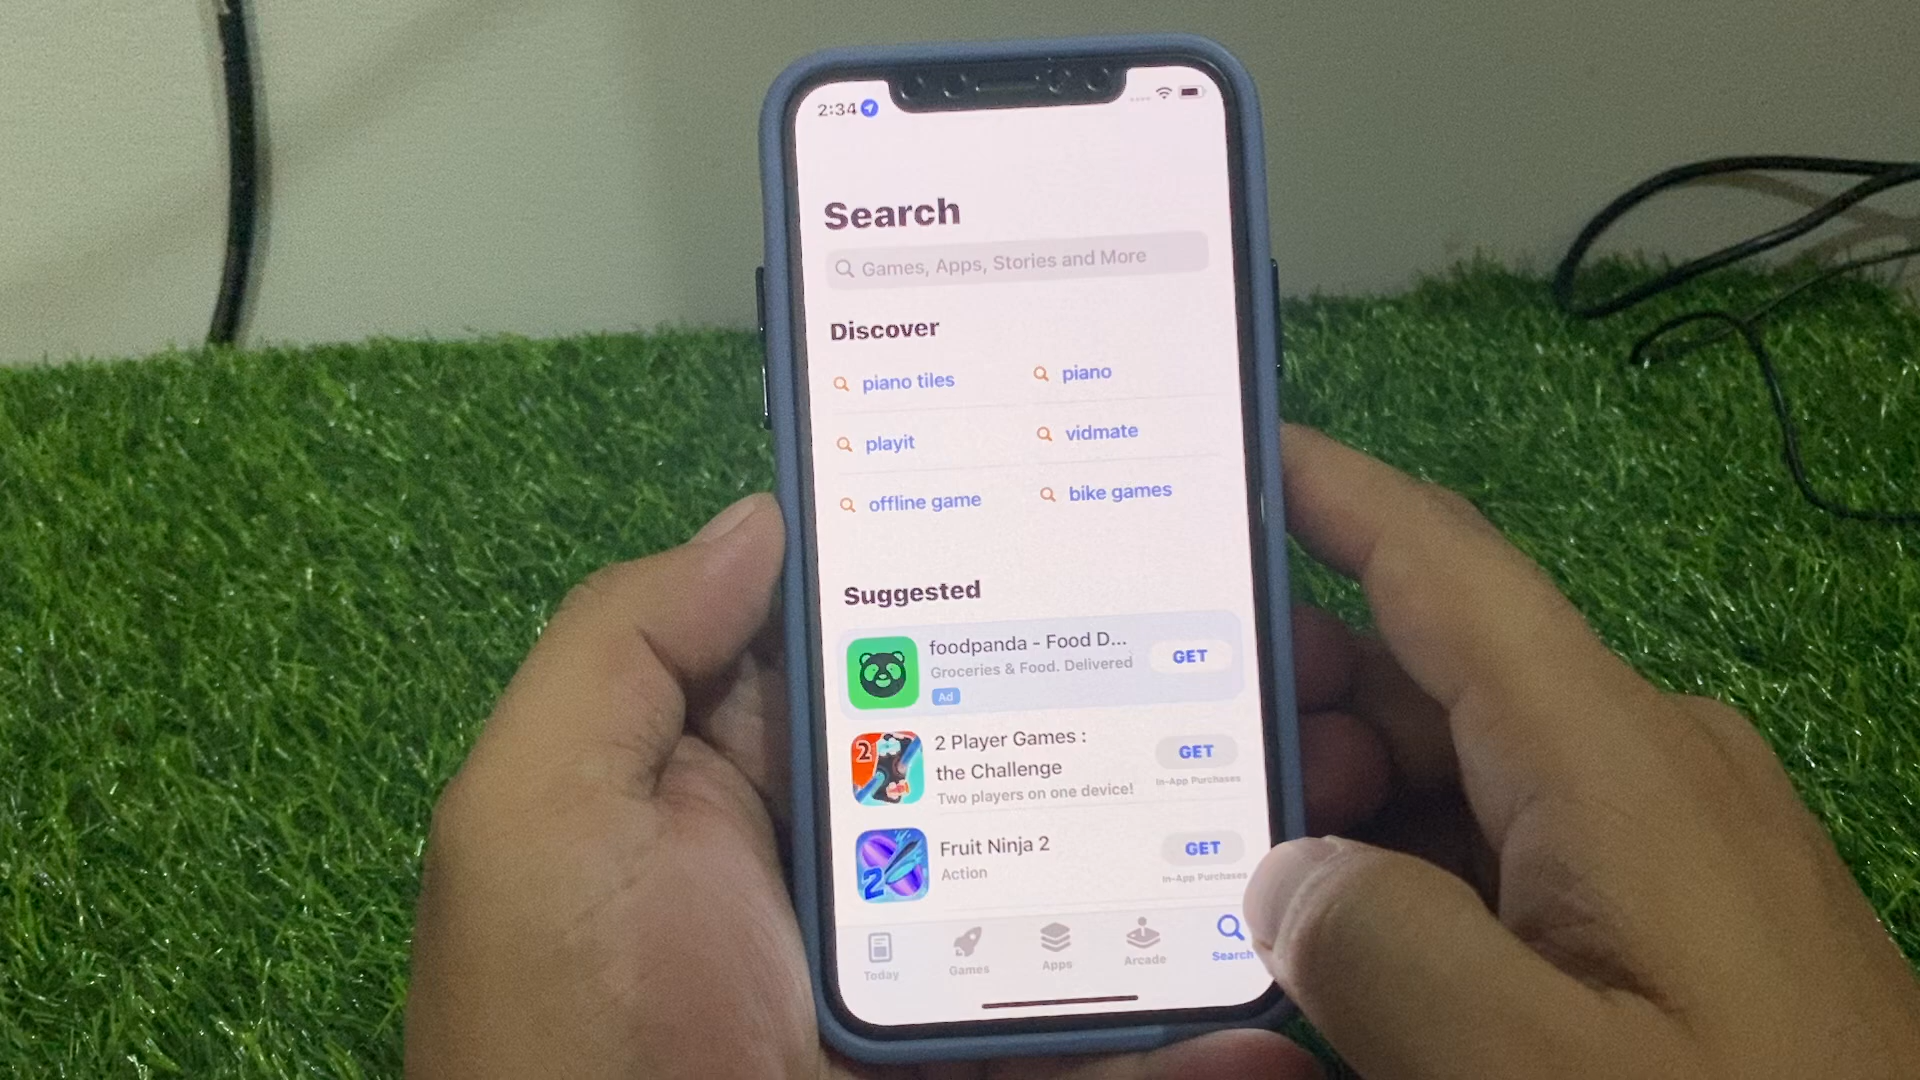 2:34
Search
Games, Apps, Stories and More
Discover
piano tiles
piano
playit
vidmate
offline game
bike games
Suggested
foodpanda - Food D...
Groceries & Food. Delivered
Ad
GET
2
2 Player Games :
the Challenge
Two players on one device!
GET
In-App Purchases
2
Fruit Ninja 2
Action
GET
In-App Purchases
Today
Games
Apps
Arcade
Search